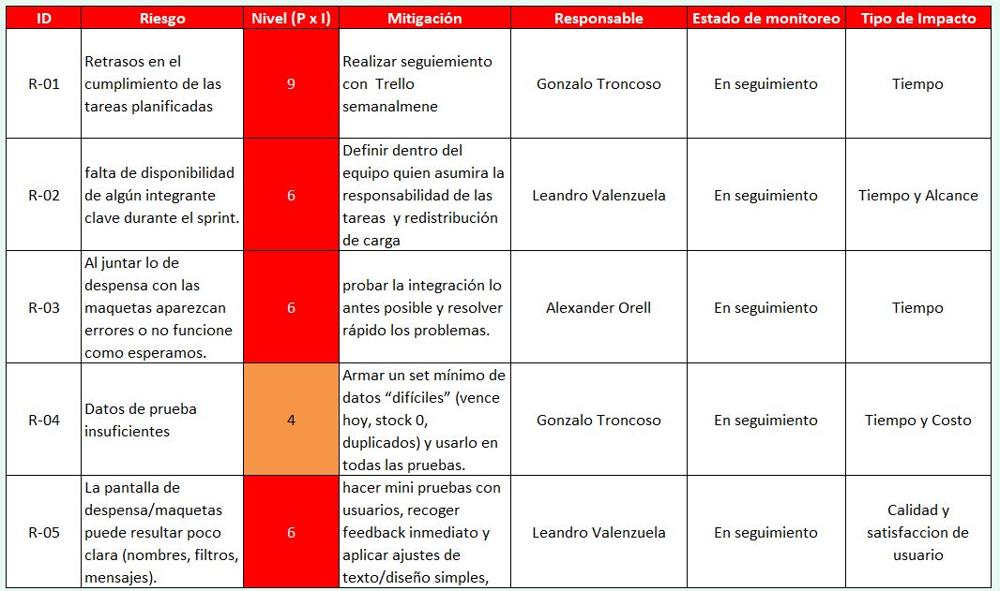 ID Riesgo Nivel (P x I) Mitigación Responsable Estado de monitoreo Tipo de Impacto
R-01
Retrasos en el
cumplimiento de las
tareas planificadas
9
Realizar seguiemiento
con Trello
semanalmene
Gonzalo Troncoso
En seguimiento
Tiempo
R-02
falta de disponibilidad
de algún integrante
clave durante el sprint.
6
Definir dentro del
equipo quien asumira la
responsabilidad de las
tareas y redistribución
de carga
Leandro Valenzuela
En seguimiento
Tiempo y Alcance
R-03
Al juntar lo de
despensa con las
maquetas aparezcan
errores o no funcione
como esperamos.
6
probar la integración lo
antes posible y resolver
rápido los problemas.
Alexander Orell
En seguimiento
Tiempo
R-04
Datos de prueba
insuficientes
4
Armar un set mínimo de
datos “difíciles” (vence
hoy, stock 0,
duplicados) y usarlo en
todas las pruebas.
Gonzalo Troncoso
En seguimiento
Tiempo y Costo
R-05
La pantalla de
despensa/maquetas
puede resultar poco
clara (nombres, filtros,
mensajes).
6
hacer mini pruebas con
usuarios, recoger
feedback inmediato y
aplicar ajustes de
texto/diseño simples,
Leandro Valenzuela
En seguimiento
Calidad y
satisfaccion de
usuario